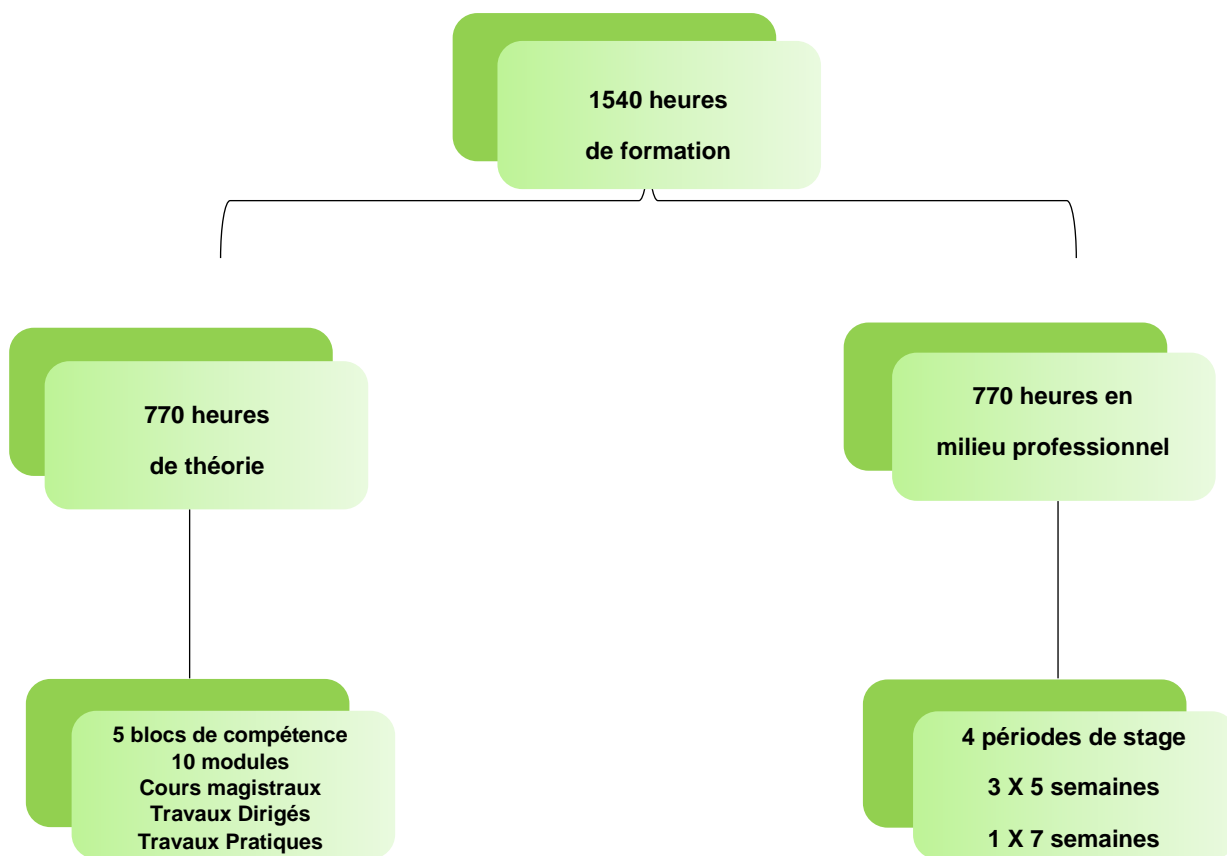 1540 heures
de formation
770 heures
de théorie
770 heures en
milieu professionnel
5 blocs de compétence
10 modules
Cours magistraux
Travaux Dirigés
Travaux Pratiques
4 périodes de stage
3 X 5 semaines
1 X 7 semaines